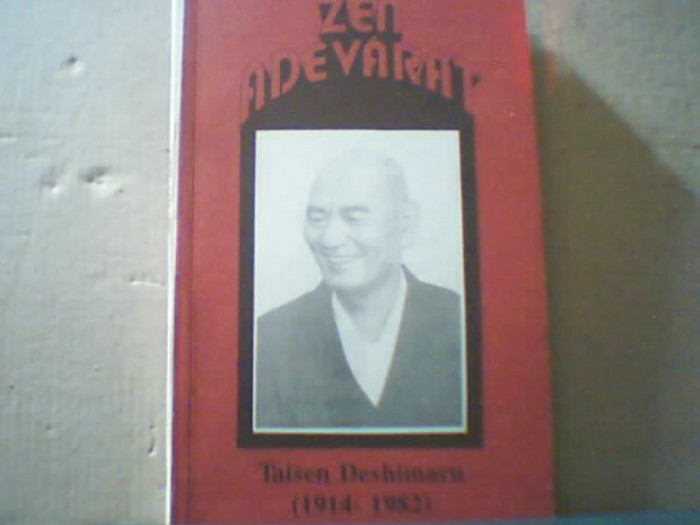 ZEN
ADEVĂRAT
Taisen Deshimaru
(1914- 1982)